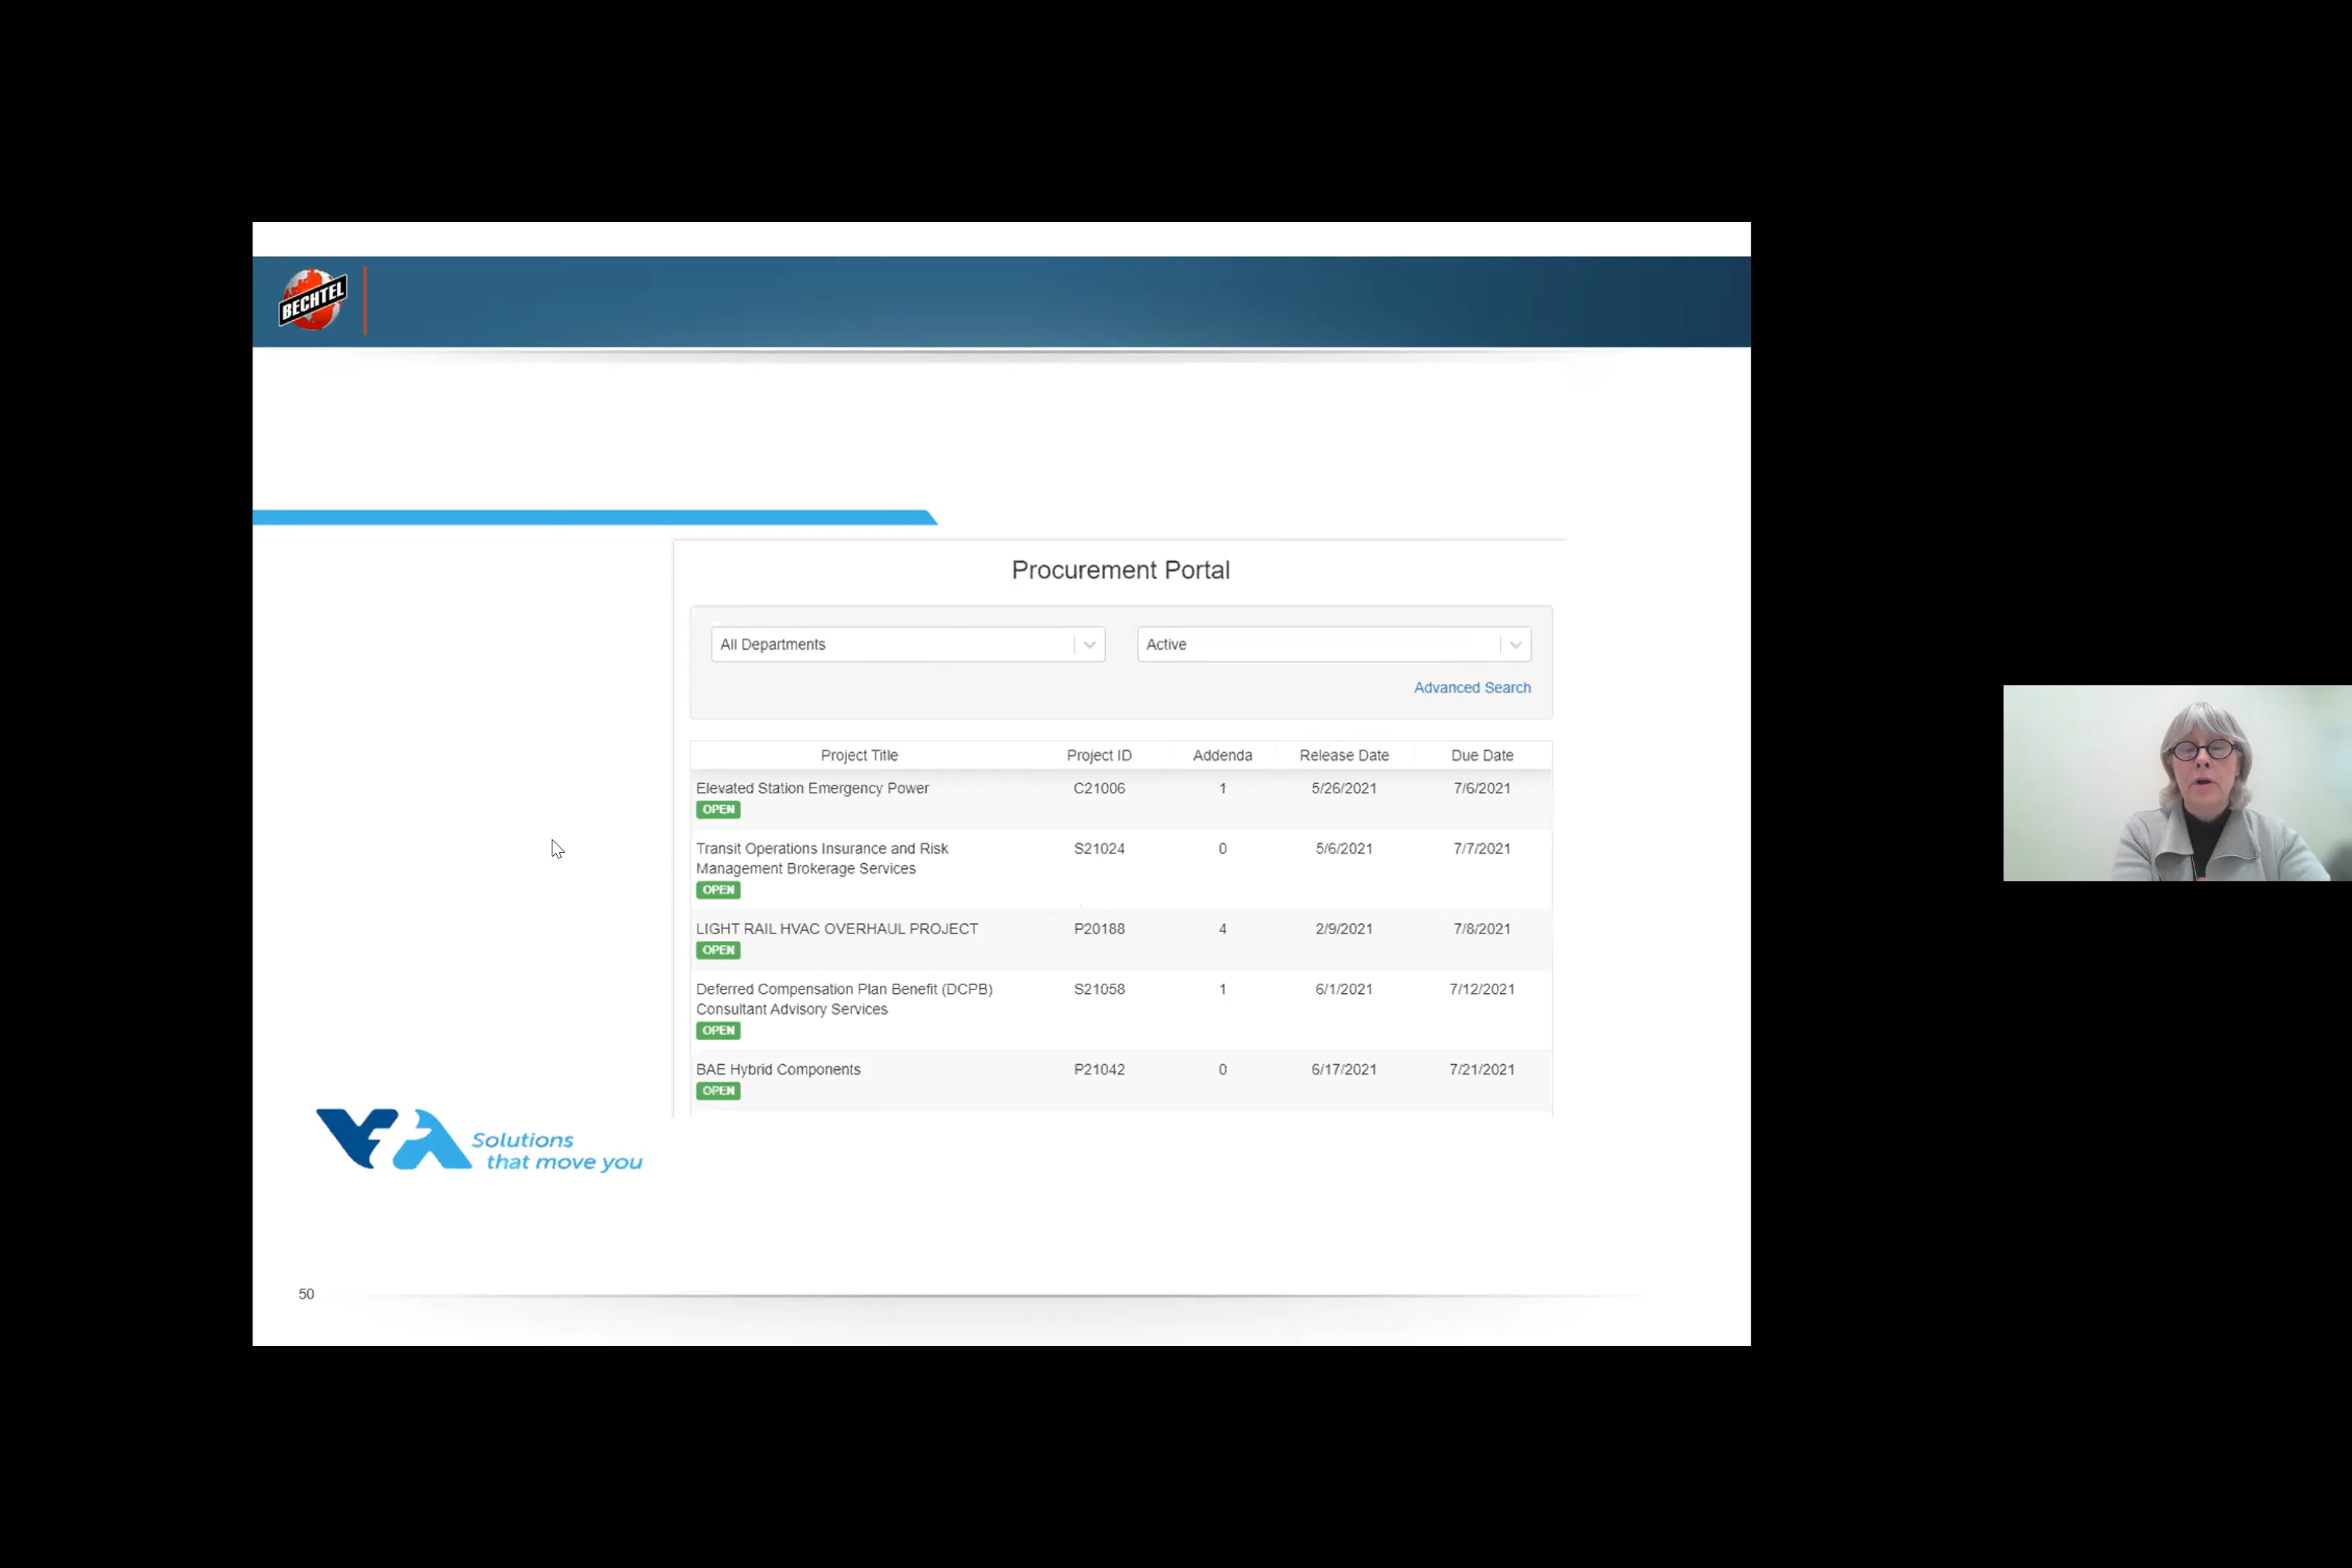 BECHTEL
Procurement Portal
All Departments
Active
Advanced Search
Project Title Project ID Addenda Release Date Due Date
Elevated Station Emergency Power C21006 1 5/26/2021 7/6/2021
OPEN
Transit Operations Insurance and Risk S21024 0 5/6/2021 7/7/2021
Management Brokerage Services
OPEN
LIGHT RAIL HVAC OVERHAUL PROJECT P20188 4 2/9/2021 7/8/2021
OPEN
Deferred Compensation Plan Benefit (DCPB) S21058 1 6/1/2021 7/12/2021
Consultant Advisory Services
OPEN
BAE Hybrid Components P21042 0 6/17/2021 7/21/2021
OPEN
VTA Solutions
that move you
50